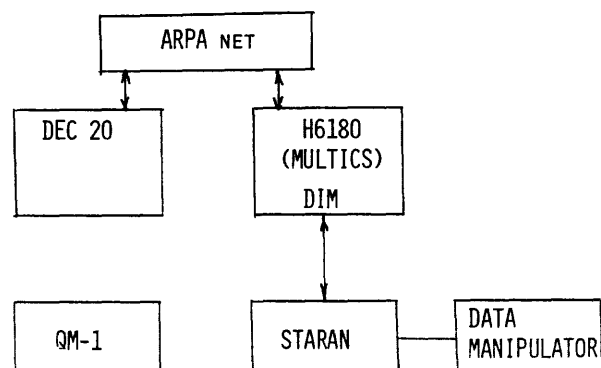 ARPA NET
DEC 20
H6180
(MULTICS)
DIM
QM-1
STARAN
DATA
MANIPULATOR